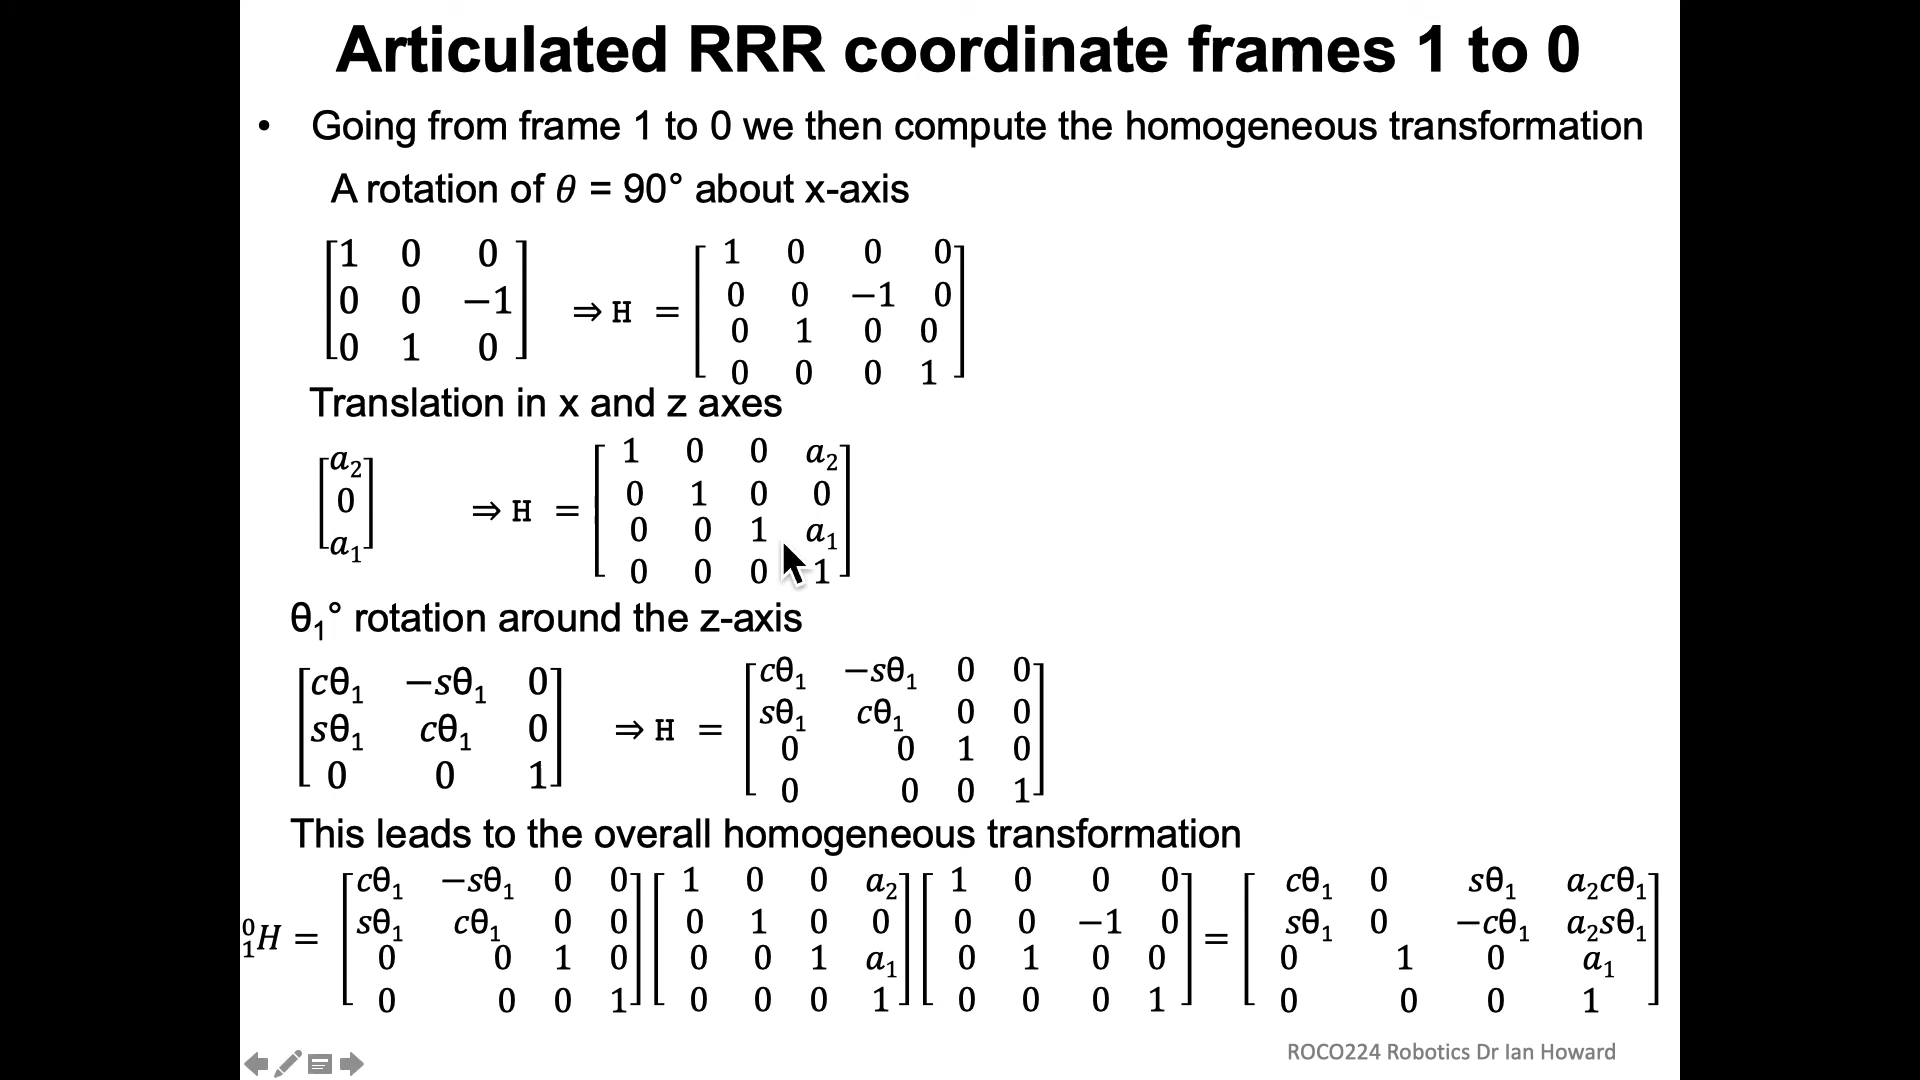 Articulated RRR coordinate frames 1 to 0
• Going from frame 1 to 0 we then compute the homogeneous transformation
A rotation of θ = 90° about x-axis
[1 0 0; 0 0 −1; 0 1 0] ⇒ H = [1 0 0 0; 0 0 −1 0; 0 1 0 0; 0 0 0 1]
Translation in x and z axes
[a₂; 0; a₁] ⇒ H = [1 0 0 a₂; 0 1 0 0; 0 0 1 a₁; 0 0 0 1]
θ₁° rotation around the z-axis
[cθ₁ −sθ₁ 0; sθ₁ cθ₁ 0; 0 0 1] ⇒ H = [cθ₁ −sθ₁ 0 0; sθ₁ cθ₁ 0 0; 0 0 1 0; 0 0 0 1]
This leads to the overall homogeneous transformation
⁰₁H = [cθ₁ −sθ₁ 0 0; sθ₁ cθ₁ 0 0; 0 0 1 0; 0 0 0 1] [1 0 0 a₂; 0 1 0 0; 0 0 1 a₁; 0 0 0 1] [1 0 0 0; 0 0 −1 0; 0 1 0 0; 0 0 0 1] = [cθ₁ 0 sθ₁ a₂cθ₁; sθ₁ 0 −cθ₁ a₂sθ₁; 0 1 0 a₁; 0 0 0 1]
ROCO224 Robotics Dr Ian Howard